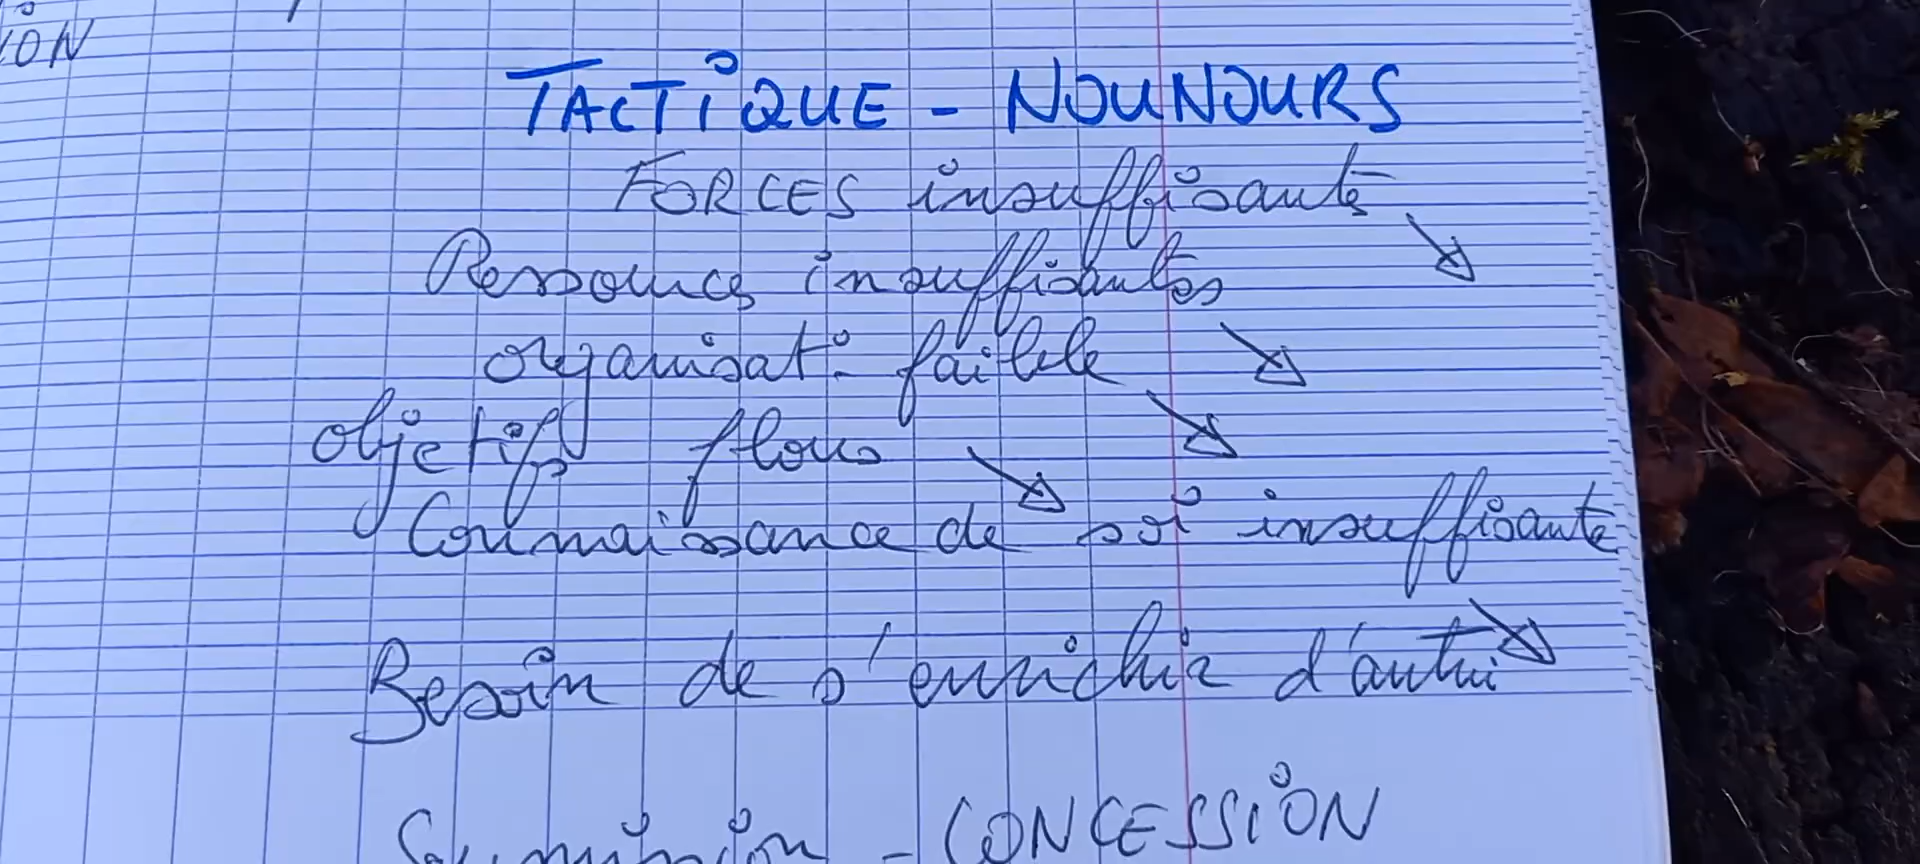 ION
TACTIQUE - NOUNOURS
FORCES insuffisante
Ressources insuffisantes
organisat° faible
objectifs flous
Connaissance de soi insuffisante
Besoin de s'enrichir d'autrui
Soumission - CONCESSION